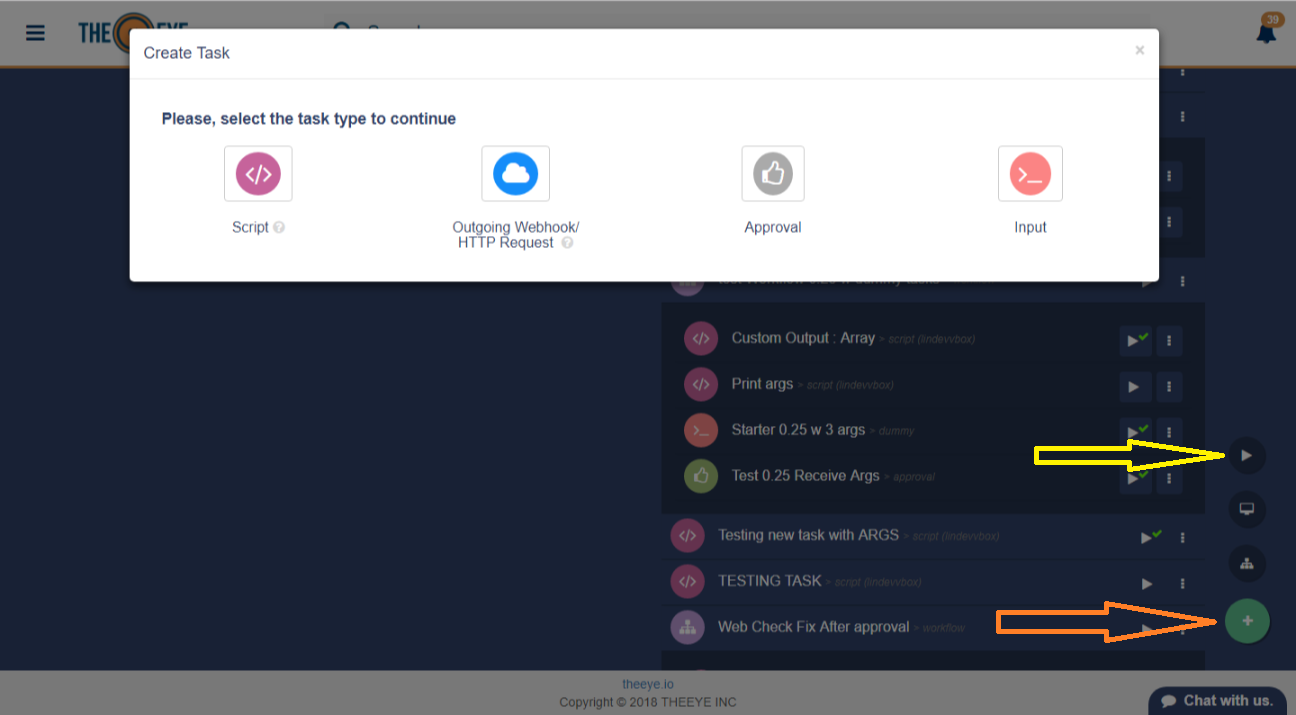 THE EYE
39
Create Task
×
Please, select the task type to continue
</>
Script ?
Outgoing Webhook/
HTTP Request ?
>_
Approval
Input
</> Custom Output : Array > script (lindevvbox)
</> Print args > script (lindevvbox)
>_ Starter 0.25 w 3 args > dummy
Test 0.25 Receive Args > approval
</> Testing new task with ARGS > script (lindevvbox)
</> TESTING TASK > script (lindevvbox)
Web Check Fix After approval > workflow
+
theeye.io
Copyright © 2018 THEEYE INC
Chat with us.